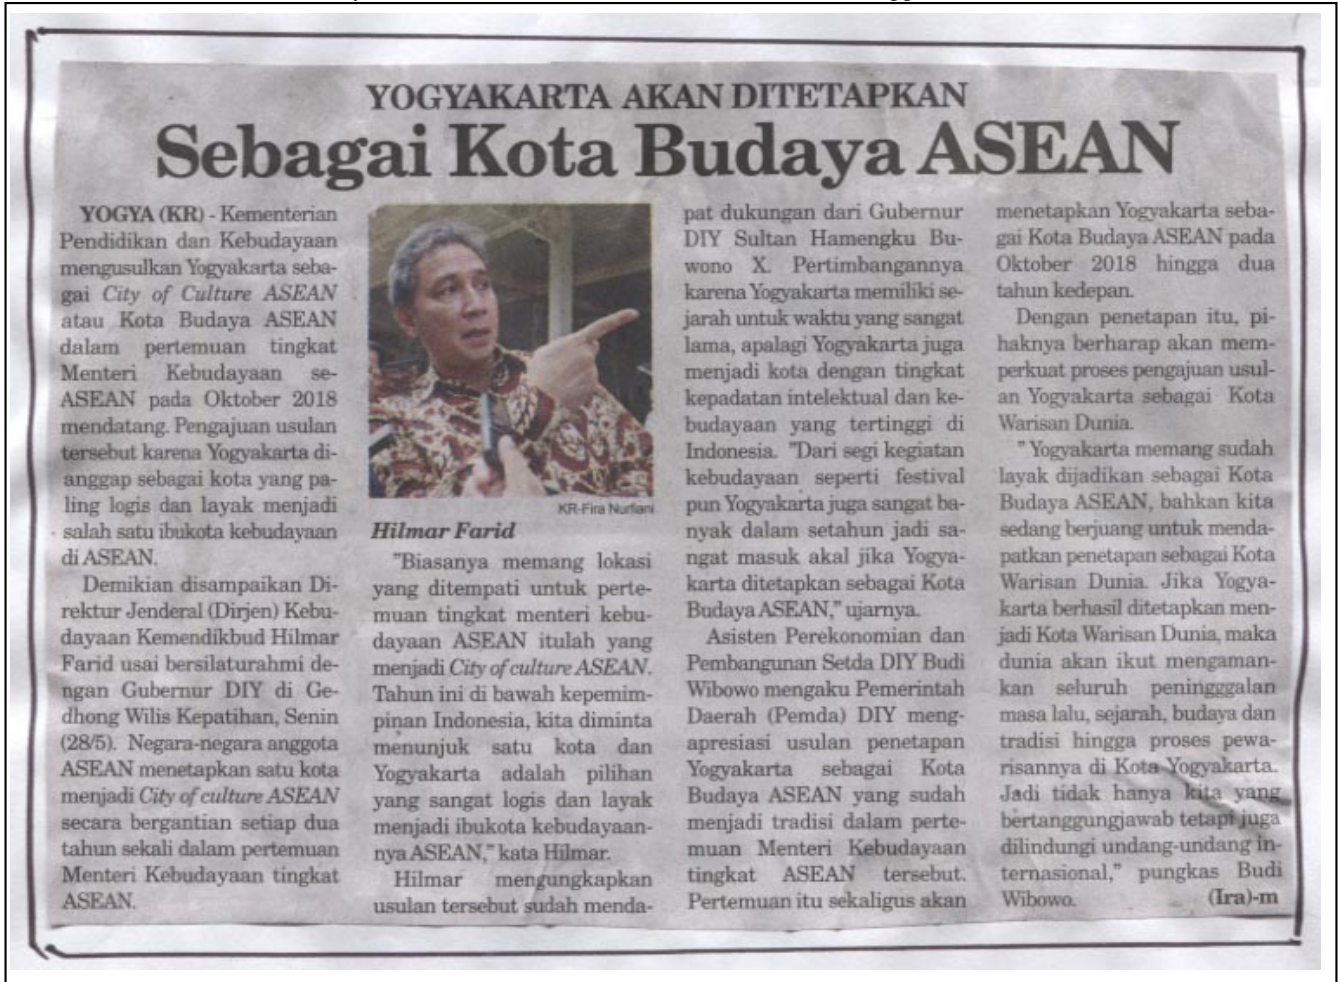 YOGYAKARTA AKAN DITETAPKAN
Sebagai Kota Budaya ASEAN
YOGYA (KR) - Kementerian
Pendidikan dan Kebudayaan
mengusulkan Yogyakarta seba-
gai City of Culture ASEAN
atau Kota Budaya ASEAN
dalam pertemuan tingkat
Menteri Kebudayaan se-
ASEAN pada Oktober 2018
mendatang. Pengajuan usulan
tersebut karena Yogyakarta di-
anggap sebagai kota yang pa-
ling logis dan layak menjadi
salah satu ibukota kebudayaan
di ASEAN.
Demikian disampaikan Di-
rektur Jenderal (Dirjen) Kebu-
dayaan Kemendikbud Hilmar
Farid usai bersilaturahmi de-
ngan Gubernur DIY di Ge-
dhong Wilis Kepatihan, Senin
(28/5). Negara-negara anggota
ASEAN menetapkan satu kota
menjadi City of culture ASEAN
secara bergantian setiap dua
tahun sekali dalam pertemuan
Menteri Kebudayaan tingkat
ASEAN.
KR-Fira Nurfiani
Hilmar Farid
"Biasanya memang lokasi
yang ditempati untuk perte-
muan tingkat menteri kebu-
dayaan ASEAN itulah yang
menjadi City of culture ASEAN.
Tahun ini di bawah kepemim-
pinan Indonesia, kita diminta
menunjuk satu kota dan
Yogyakarta adalah pilihan
yang sangat logis dan layak
menjadi ibukota kebudayaan-
nya ASEAN," kata Hilmar.
Hilmar mengungkapkan
usulan tersebut sudah menda-
pat dukungan dari Gubernur
DIY Sultan Hamengku Bu-
wono X. Pertimbangannya
karena Yogyakarta memiliki se-
jarah untuk waktu yang sangat
lama, apalagi Yogyakarta juga
menjadi kota dengan tingkat
kepadatan intelektual dan ke-
budayaan yang tertinggi di
Indonesia. "Dari segi kegiatan
kebudayaan seperti festival
pun Yogyakarta juga sangat ba-
nyak dalam setahun jadi sa-
ngat masuk akal jika Yogya-
karta ditetapkan sebagai Kota
Budaya ASEAN," ujarnya.
Asisten Perekonomian dan
Pembangunan Setda DIY Budi
Wibowo mengaku Pemerintah
Daerah (Pemda) DIY meng-
apresiasi usulan penetapan
Yogyakarta sebagai Kota
Budaya ASEAN yang sudah
menjadi tradisi dalam perte-
muan Menteri Kebudayaan
tingkat ASEAN tersebut.
Pertemuan itu sekaligus akan
menetapkan Yogyakarta seba-
gai Kota Budaya ASEAN pada
Oktober 2018 hingga dua
tahun kedepan.
Dengan penetapan itu, pi-
haknya berharap akan mem-
perkuat proses pengajuan usul-
an Yogyakarta sebagai Kota
Warisan Dunia.
"Yogyakarta memang sudah
layak dijadikan sebagai Kota
Budaya ASEAN, bahkan kita
sedang berjuang untuk menda-
patkan penetapan sebagai Kota
Warisan Dunia. Jika Yogya-
karta berhasil ditetapkan men-
jadi Kota Warisan Dunia, maka
dunia akan ikut mengaman-
kan seluruh peningggalan
masa lalu, sejarah, budaya dan
tradisi hingga proses pewa-
risannya di Kota Yogyakarta.
Jadi tidak hanya kita yang
bertanggungjawab tetapi juga
dilindungi undang-undang in-
ternasional," pungkas Budi
Wibowo. (Ira)-m